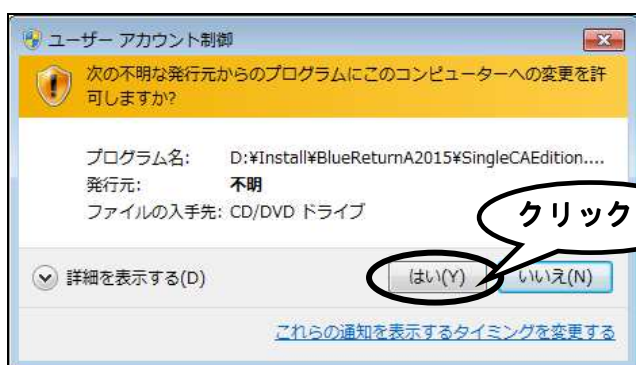 ユーザー アカウント制御
次の不明な発行元からのプログラムにこのコンピューターへの変更を許
可しますか?
プログラム名: D:¥Install¥BlueReturnA2015¥SingleCAEdition....
発行元: 不明
ファイルの入手先: CD/DVD ドライブ
クリック
詳細を表示する(D) はい(Y) いいえ(N)
これらの通知を表示するタイミングを変更する